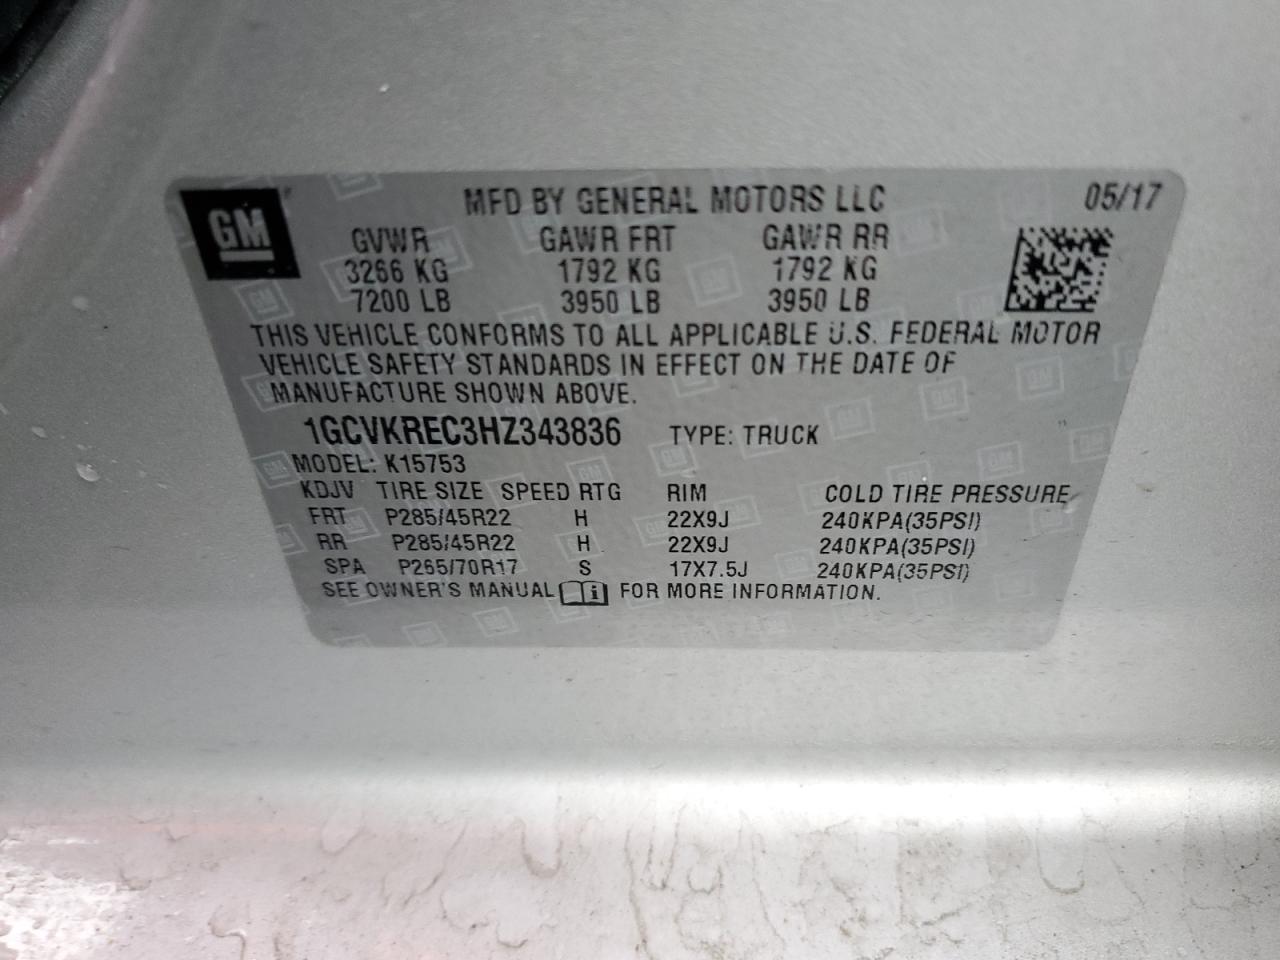 GM MFD BY GENERAL MOTORS LLC 05/17
GVWR GAWR FRT GAWR RR
3266 KG 1792 KG 1792 KG
7200 LB 3950 LB 3950 LB
THIS VEHICLE CONFORMS TO ALL APPLICABLE U.S. FEDERAL MOTOR
VEHICLE SAFETY STANDARDS IN EFFECT ON THE DATE OF
MANUFACTURE SHOWN ABOVE.
1GCVKREC3HZ343836 TYPE: TRUCK
MODEL: K15753
KDJV TIRE SIZE SPEED RTG RIM COLD TIRE PRESSURE
FRT P285/45R22 H 22X9J 240KPA(35PSI)
RR P285/45R22 H 22X9J 240KPA(35PSI)
SPA P265/70R17 S 17X7.5J 240KPA(35PSI)
SEE OWNER'S MANUAL i FOR MORE INFORMATION.